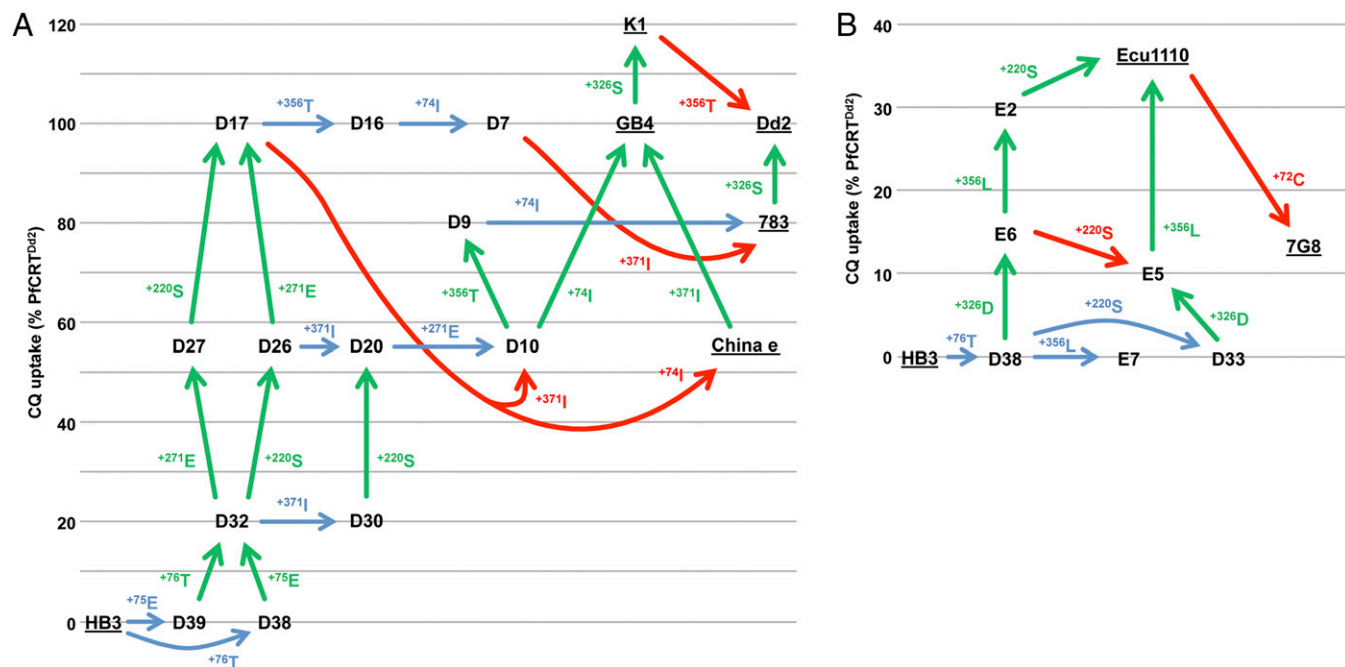 A
B
CQ uptake (% PfCRT^Dd2)
120
100
80
60
40
20
0
K1
+326S
+356T
D17
+356T
D16
+74I
D7
GB4
Dd2
+326S
D9
+74I
783
+371I
+220S
+271E
+356T
+74I
+371I
D27
D26
+371I
D20
+271E
D10
China e
+74I
+371I
+271E
+220S
+220S
D32
+371I
D30
+76T
+75E
HB3
+75E
D39
D38
+76T
CQ uptake (% PfCRT^Dd2)
40
30
20
10
0
Ecu1110
+220S
E2
+356L
+72C
E6
+220S
+356L
7G8
E5
+326D
+220S
+326D
HB3
+76T
D38
+356L
E7
D33